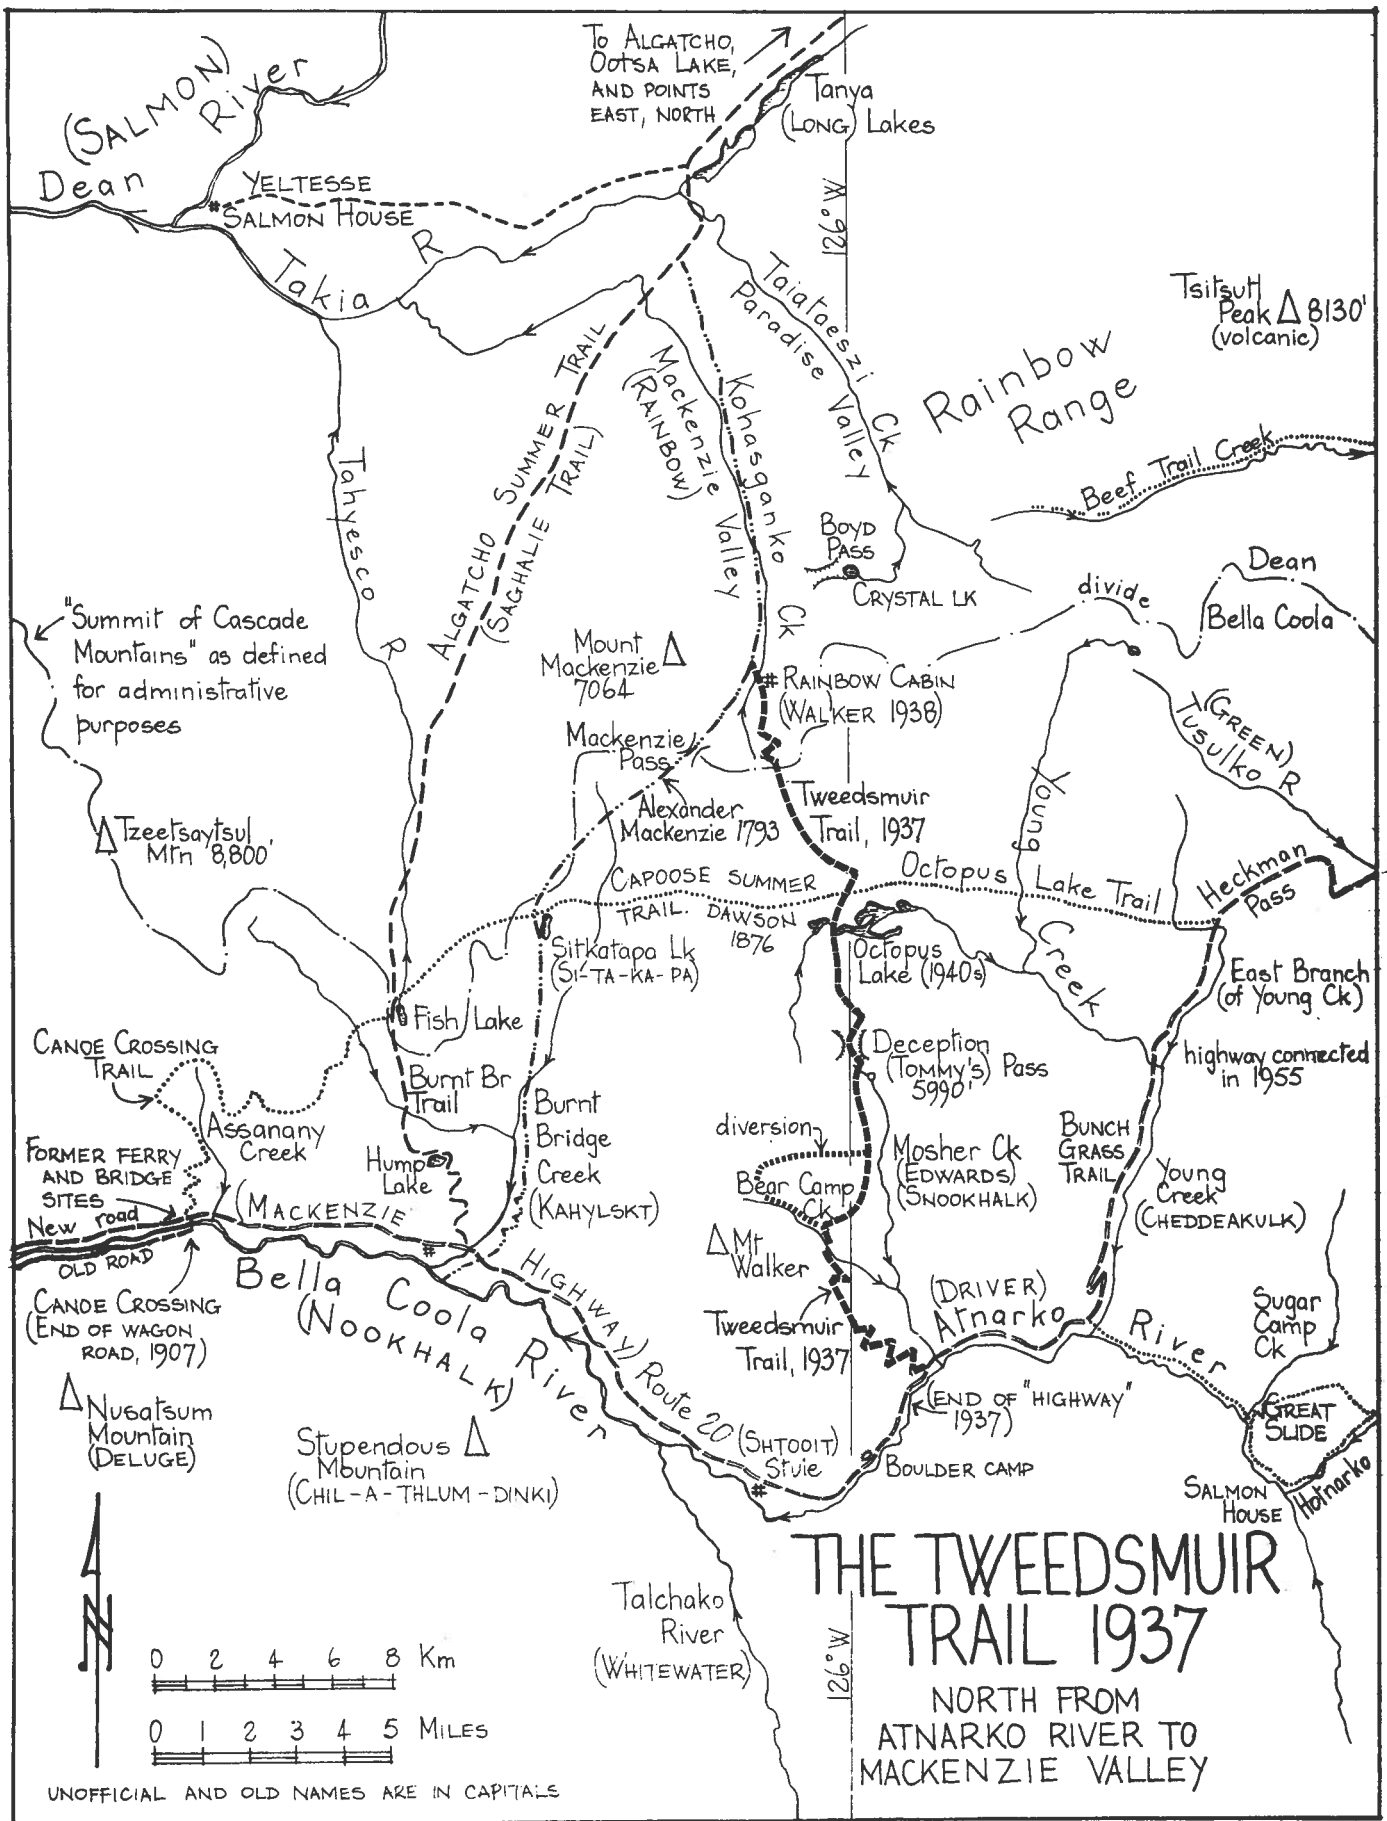 To ALGATCHO,
OOTSA LAKE,
AND POINTS
EAST, NORTH
Tanya
(LONG) Lakes
(SALMON)
River
Dean
YELTESSE
SALMON HOUSE
126° W
Takia R
Taiataeszi Ck
Paradise Valley
Tsitsutl
Peak 8130'
(volcanic)
Rainbow
Range
ALGATCHO SUMMER TRAIL
(SAGHALIE TRAIL)
Mackenzie Valley
(RAINBOW)
Kohasganko Ck
Tahyesco R
Beef Trail Creek
BOYD
PASS
CRYSTAL LK
divide
Dean
Bella Coola
"Summit of Cascade
Mountains" as defined
for administrative
purposes
Mount
Mackenzie
7064
RAINBOW CABIN
(WALKER 1938)
(GREEN)
Tusulko R
Mackenzie
Pass
Alexander
Mackenzie 1793
Tweedsmuir
Trail, 1937
Young Creek
Tzeetsaytsul
Mtn 8,800'
CAPOOSE SUMMER
TRAIL. DAWSON
1876
Octopus Lake Trail
Heckman
Pass
Sitkatapa Lk
(SI-TA-KA-PA)
Octopus
Lake (1940s)
East Branch
(of Young Ck)
Fish Lake
CANOE CROSSING
TRAIL
Deception
(TOMMY'S) Pass
5990'
highway connected
in 1955
Burnt Br
Trail
Burnt
Bridge
Creek
(KAHYLSKT)
Assanany
Creek
diversion
BUNCH
GRASS
TRAIL
FORMER FERRY
AND BRIDGE
SITES
Hump
Lake
Bear Camp
Ck
Mosher Ck
(EDWARDS)
(SNOOKHALK)
Young
Creek
(CHEDDEAKULK)
New road
OLD ROAD
(MACKENZIE HIGHWAY) Route 20
Mt
Walker
Bella Coola River
(NOOKHALK)
CANOE CROSSING
(END OF WAGON
ROAD, 1907)
Tweedsmuir
Trail, 1937
(DRIVER)
Atnarko River
Sugar
Camp
Ck
(END OF "HIGHWAY"
1937)
GREAT
SLIDE
Nusatsum
Mountain
(DELUGE)
Stupendous
Mountain
(CHIL-A-THLUM-DINKI)
(SHTOOIT)
Stuie
BOULDER CAMP
SALMON
HOUSE
Hotnarko
THE TWEEDSMUIR
TRAIL 1937
NORTH FROM
ATNARKO RIVER TO
MACKENZIE VALLEY
Talchako
River
(WHITEWATER)
126° W
N
0 2 4 6 8 Km
0 1 2 3 4 5 MILES
UNOFFICIAL AND OLD NAMES ARE IN CAPITALS